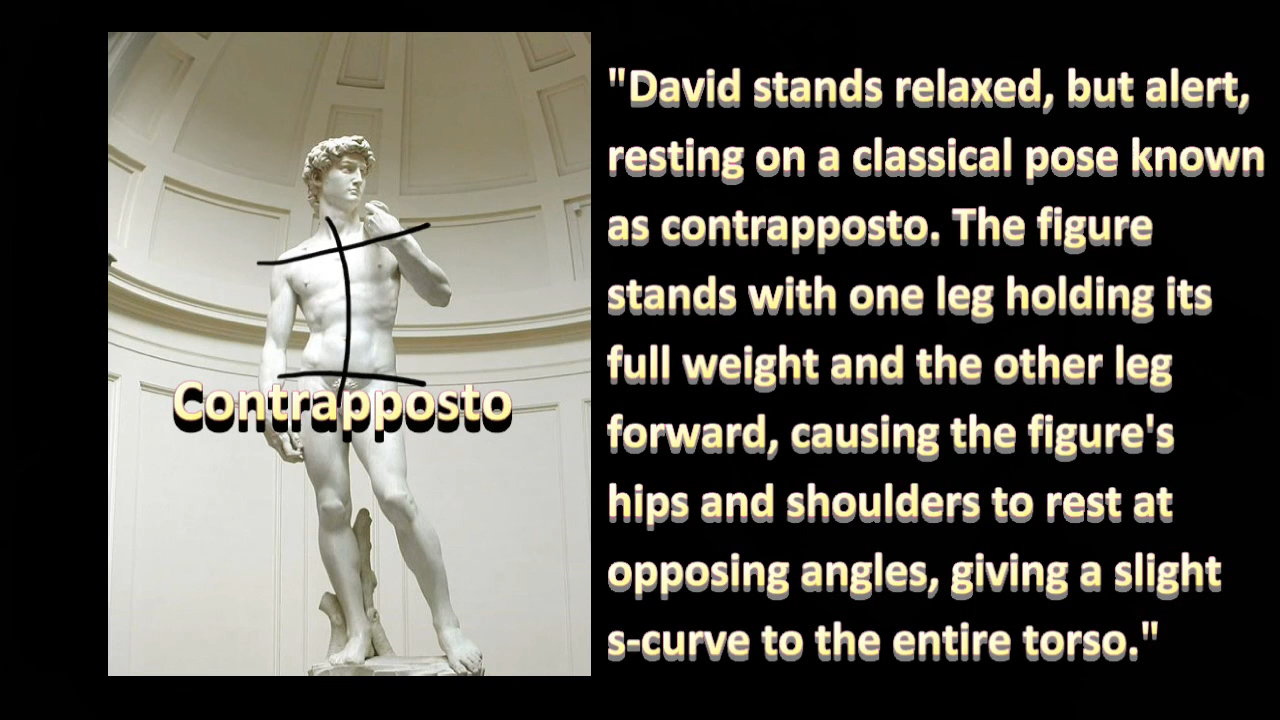 Contrapposto
"David stands relaxed, but alert,
resting on a classical pose known
as contrapposto. The figure
stands with one leg holding its
full weight and the other leg
forward, causing the figure's
hips and shoulders to rest at
opposing angles, giving a slight
s-curve to the entire torso."